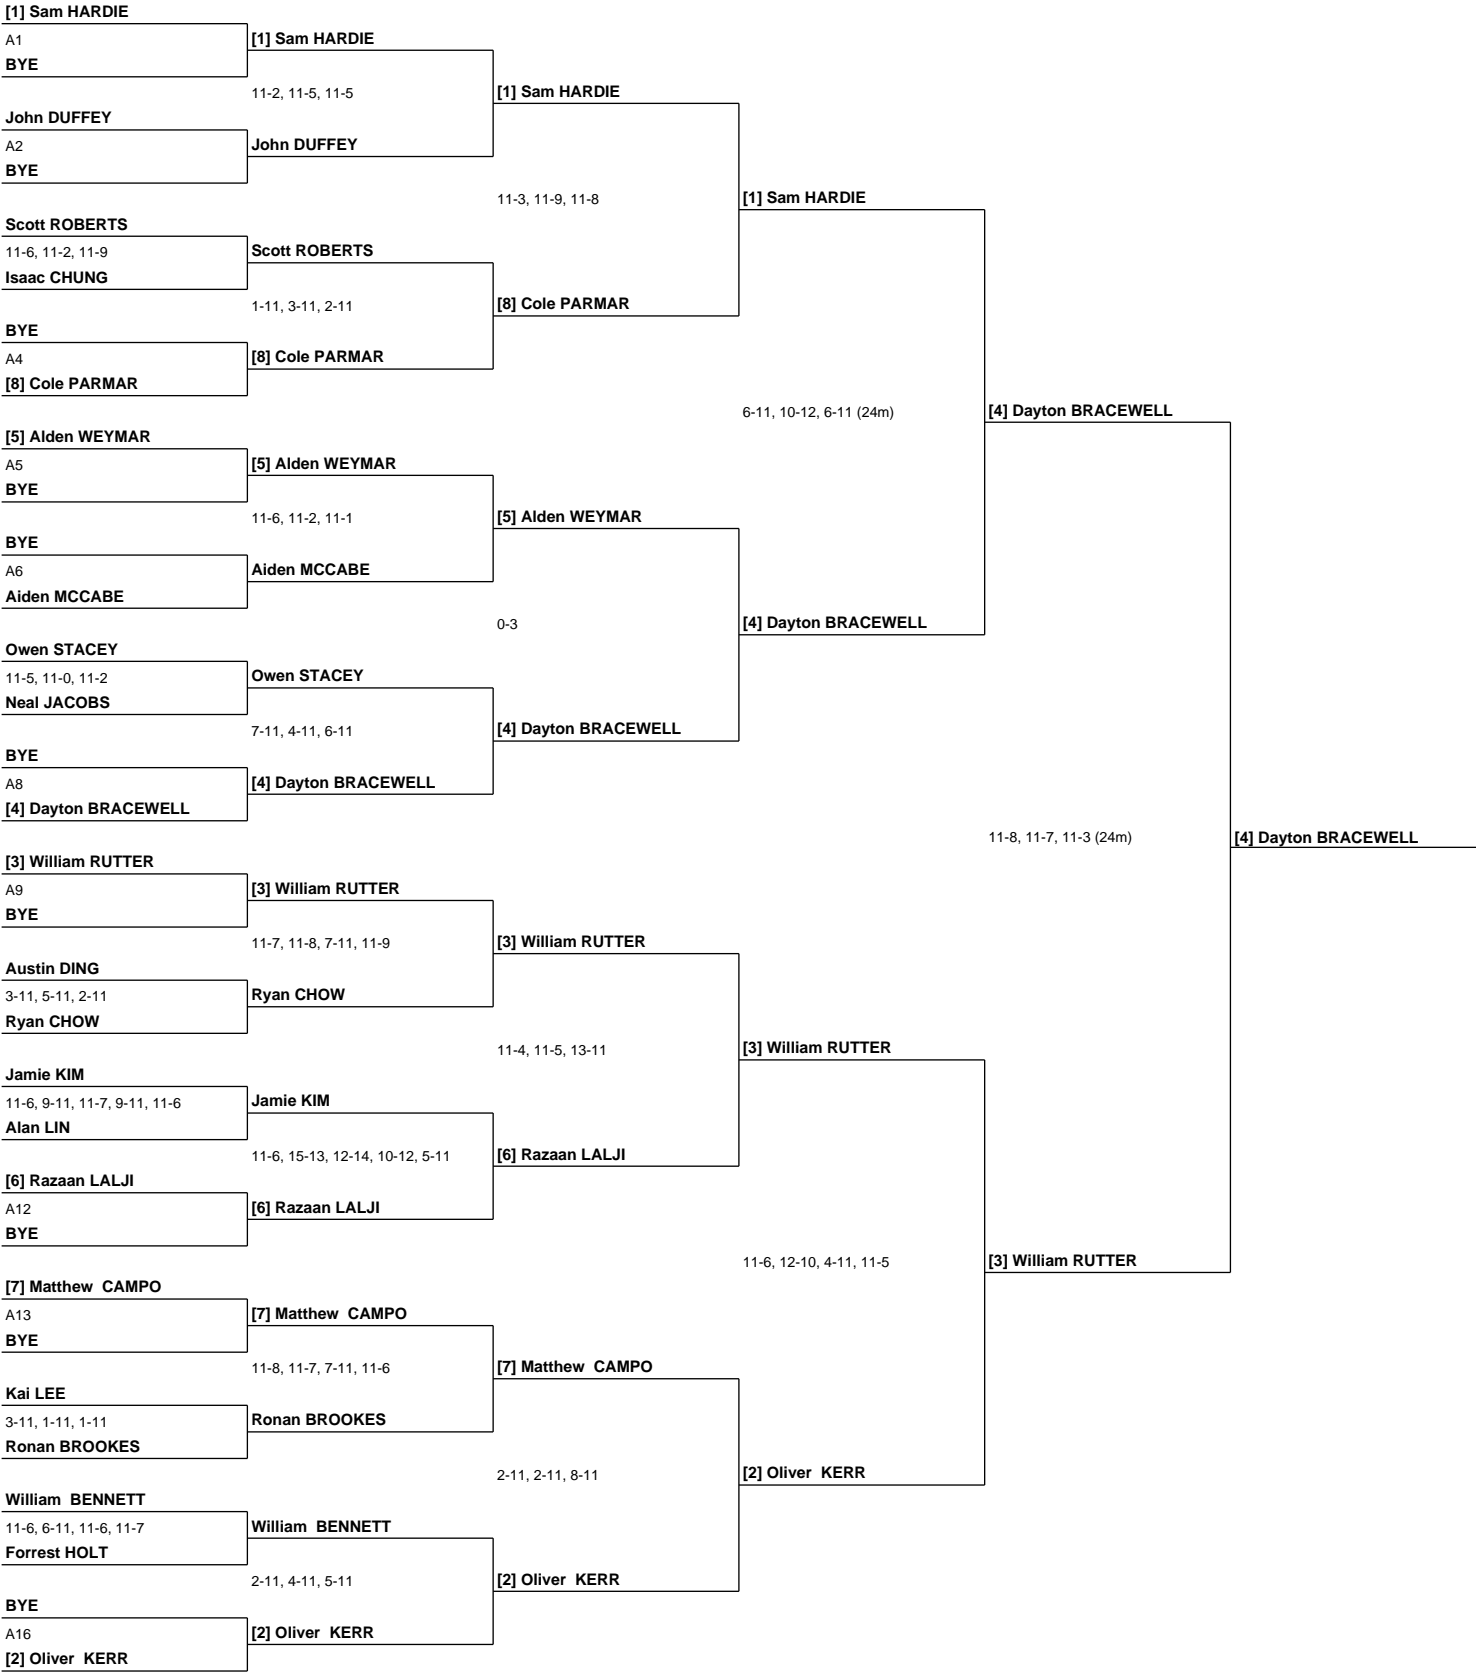 [1] Sam HARDIE
A1
[1] Sam HARDIE
BYE
11-2, 11-5, 11-5
[1] Sam HARDIE
John DUFFEY
A2
John DUFFEY
BYE
11-3, 11-9, 11-8
[1] Sam HARDIE
Scott ROBERTS
11-6, 11-2, 11-9
Scott ROBERTS
Isaac CHUNG
1-11, 3-11, 2-11
[8] Cole PARMAR
BYE
A4
[8] Cole PARMAR
[8] Cole PARMAR
6-11, 10-12, 6-11 (24m)
[4] Dayton BRACEWELL
[5] Alden WEYMAR
A5
[5] Alden WEYMAR
BYE
11-6, 11-2, 11-1
[5] Alden WEYMAR
BYE
A6
Aiden MCCABE
Aiden MCCABE
0-3
[4] Dayton BRACEWELL
Owen STACEY
11-5, 11-0, 11-2
Owen STACEY
Neal JACOBS
7-11, 4-11, 6-11
[4] Dayton BRACEWELL
BYE
A8
[4] Dayton BRACEWELL
[4] Dayton BRACEWELL
11-8, 11-7, 11-3 (24m)
[4] Dayton BRACEWELL
[3] William RUTTER
A9
[3] William RUTTER
BYE
11-7, 11-8, 7-11, 11-9
[3] William RUTTER
Austin DING
3-11, 5-11, 2-11
Ryan CHOW
Ryan CHOW
11-4, 11-5, 13-11
[3] William RUTTER
Jamie KIM
11-6, 9-11, 11-7, 9-11, 11-6
Jamie KIM
Alan LIN
11-6, 15-13, 12-14, 10-12, 5-11
[6] Razaan LALJI
[6] Razaan LALJI
A12
[6] Razaan LALJI
BYE
11-6, 12-10, 4-11, 11-5
[3] William RUTTER
[7] Matthew  CAMPO
A13
[7] Matthew  CAMPO
BYE
11-8, 11-7, 7-11, 11-6
[7] Matthew  CAMPO
Kai LEE
3-11, 1-11, 1-11
Ronan BROOKES
Ronan BROOKES
2-11, 2-11, 8-11
[2] Oliver  KERR
William  BENNETT
11-6, 6-11, 11-6, 11-7
William  BENNETT
Forrest HOLT
2-11, 4-11, 5-11
[2] Oliver  KERR
BYE
A16
[2] Oliver  KERR
[2] Oliver  KERR